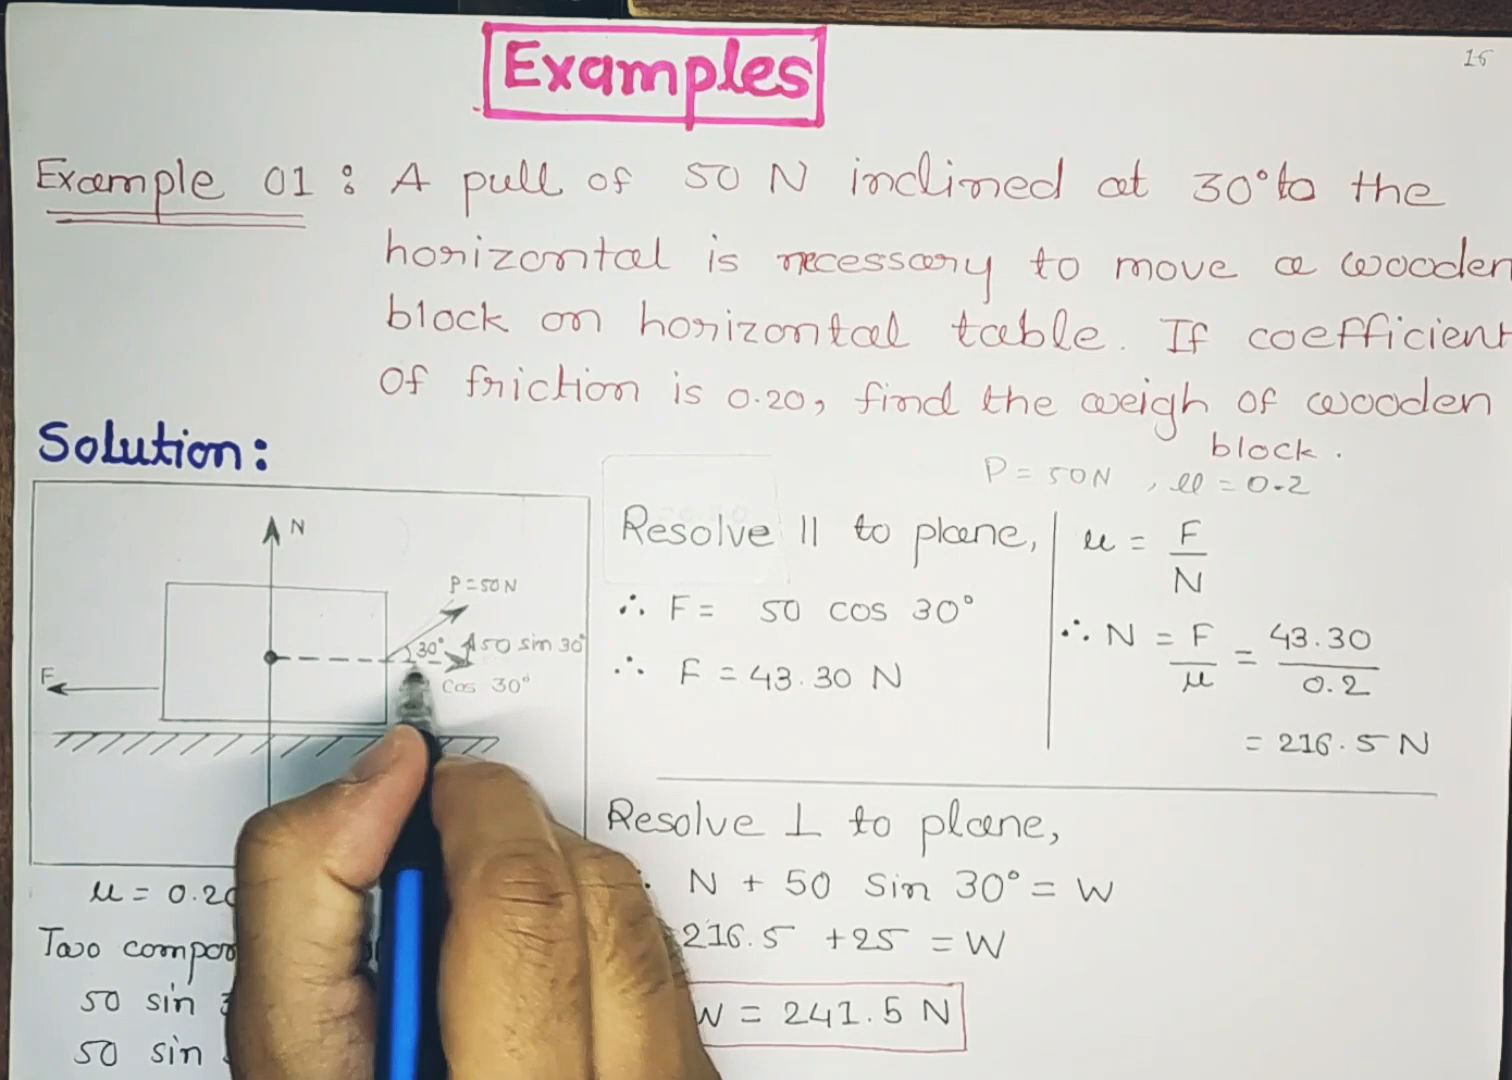 16
Examples
Example 01 : A pull of 50 N inclined at 30° to the
horizontal is necessary to move a wooden
block on horizontal table. If coefficient
of friction is 0.20, find the weigh of wooden
block.
Solution:
P = 50N , μ = 0.2
N
P = 50 N
30°
50 sin 30°
F
Cos 30°
μ = 0.20
Two
50 sin
50 sin
Resolve || to plane,
∴ F = 50 cos 30°
∴ F = 43.30 N
μ = F/N
∴ N = F/μ = 43.30/0.2
= 216.5 N
Resolve ⊥ to plane,
∴ N + 50 Sin 30° = W
216.5 + 25 = W
W = 241.5 N